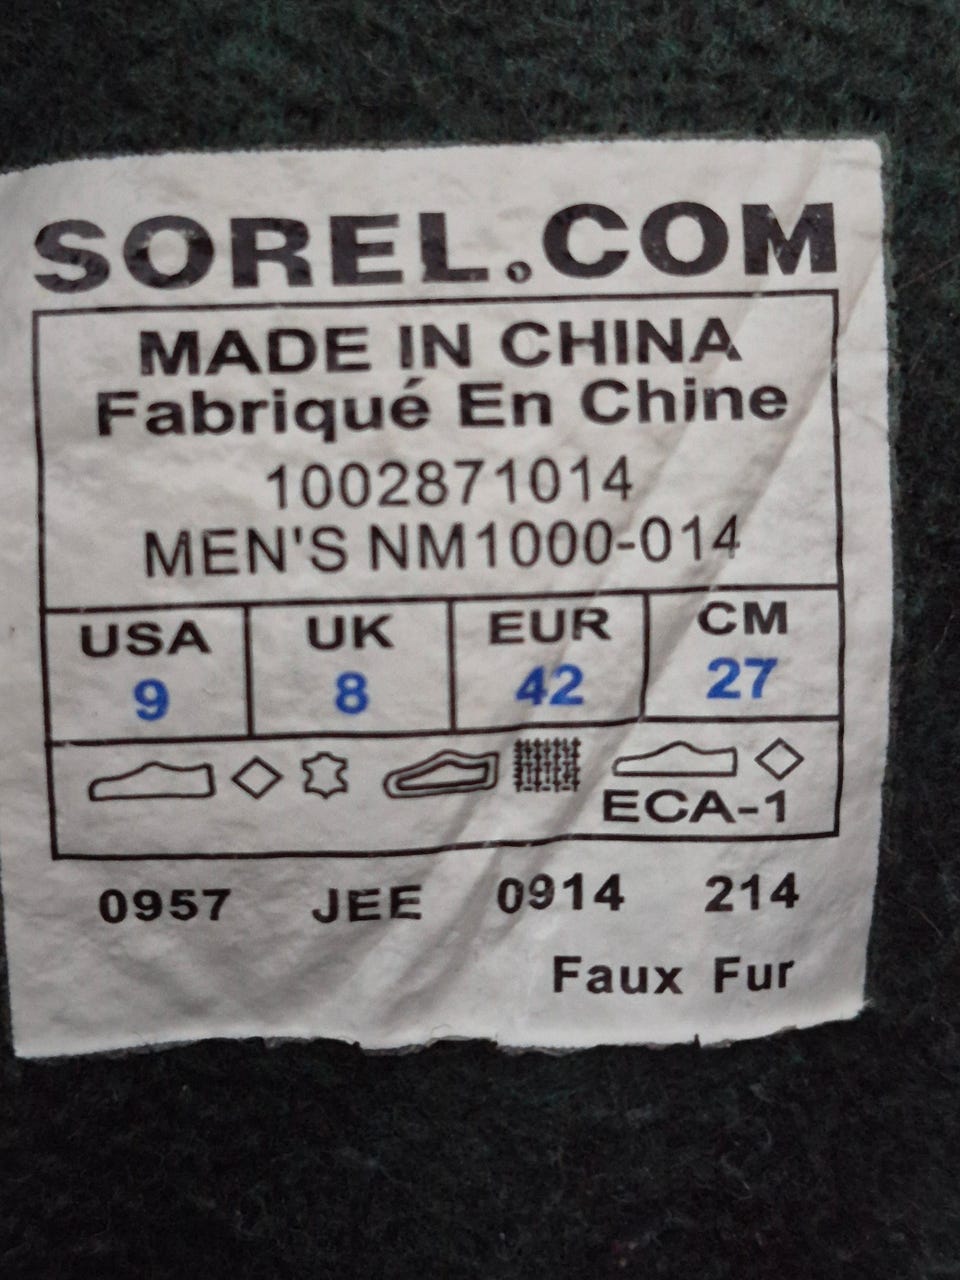 SOREL.COM
MADE IN CHINA
Fabriqué En Chine
1002871014
MEN'S NM1000-014
USA UK EUR CM
9 8 42 27
ECA-1
0957 JEE 0914 214
Faux Fur